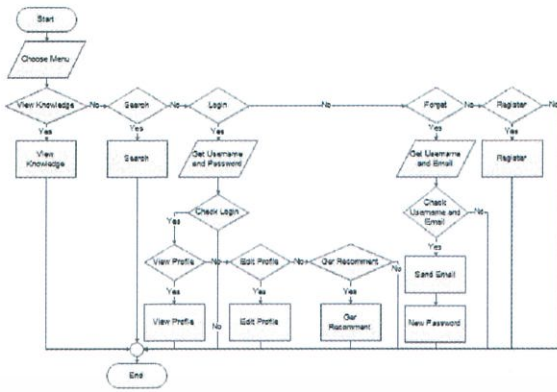 Start
Choose Menu
View Knowledge
No
Search
No
Login
No
Forget
No
Register
No
Yes
Yes
Yes
Yes
Yes
View
Knowledge
Search
Get Username
and Password
Get Username
and Email
Register
Check Login
Check
Username and
Email
No
Yes
Yes
View Profile
No
Edit Profile
No
Ger Recomment
No
Send Email
Yes
Yes
Yes
View Profile
No
Edit Profile
Ger
Recomment
New Password
End